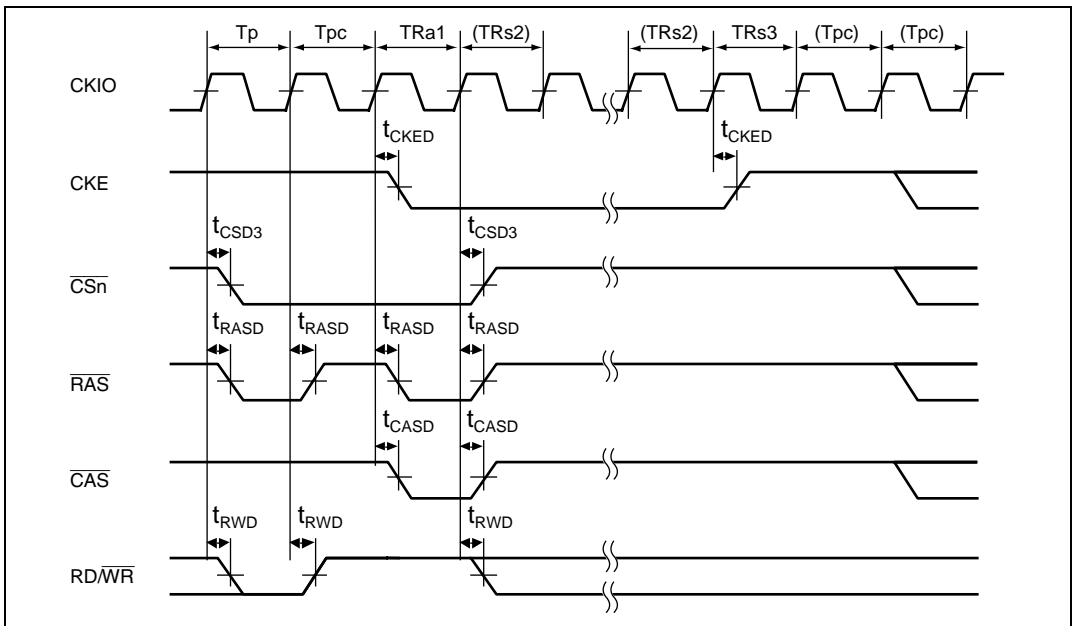 Tp Tpc TRa1 (TRs2) (TRs2) TRs3 (Tpc) (Tpc)
CKIO
tCKED tCKED
CKE
tCSD3 tCSD3
CSn
tRASD tRASD tRASD tRASD
RAS
tCASD tCASD
CAS
tRWD tRWD tRWD
RD/WR